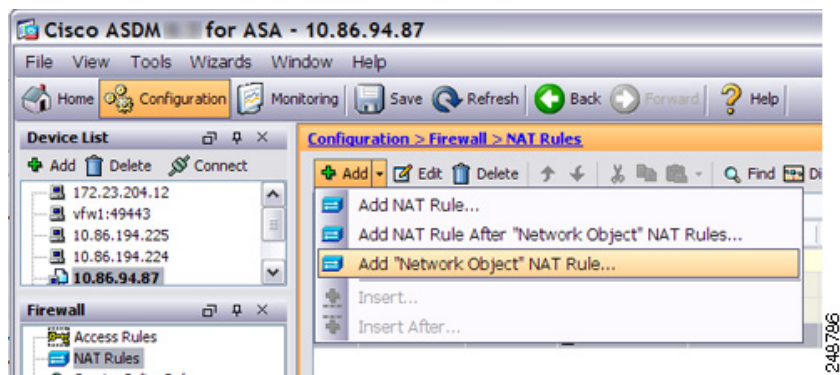 Cisco ASDM for ASA - 10.86.94.87
File View Tools Wizards Window Help
Home Configuration Monitoring Save Refresh Back Forward Help
Device List
Configuration > Firewall > NAT Rules
Add Delete Connect
Add Edit Delete Find Di
172.23.204.12
vfw1:49443
10.86.194.225
10.86.194.224
10.86.94.87
Add NAT Rule...
Add NAT Rule After "Network Object" NAT Rules...
Add "Network Object" NAT Rule...
Insert...
Insert After...
Firewall
Access Rules
NAT Rules
248786